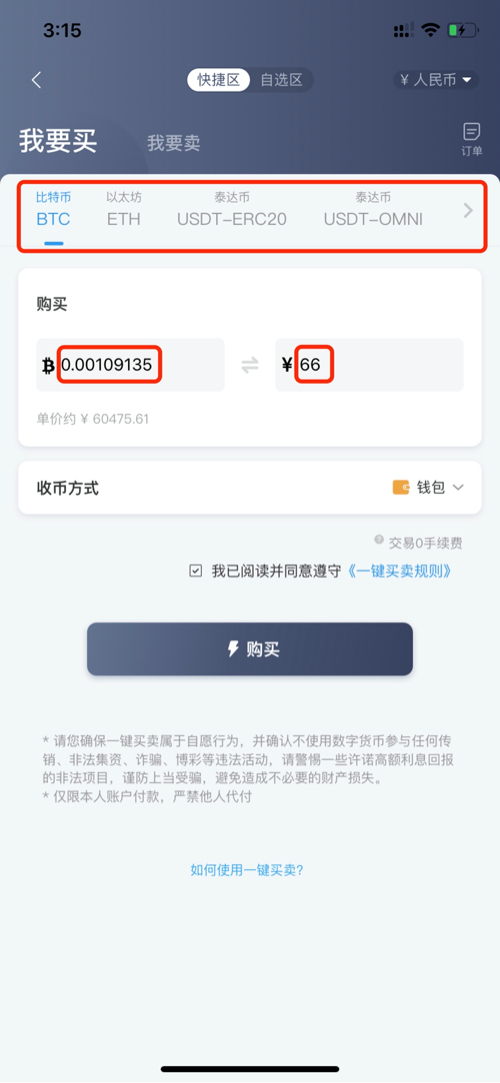 3:15
快捷区 自选区 ¥ 人民币
我要买 我要卖
订单
比特币 以太坊 泰达币 泰达币
BTC ETH USDT-ERC20 USDT-OMNI
购买
0.00109135 ¥ 66
单价约 ¥ 60475.61
收币方式 钱包
交易0手续费
我已阅读并同意遵守《一键买卖规则》
购买
* 请您确保一键买卖属于自愿行为，并确认不使用数字货币参与任何传
销、非法集资、诈骗、博彩等违法活动，请警惕一些许诺高额利息回报
的非法项目，谨防上当受骗，避免造成不必要的财产损失。
* 仅限本人账户付款，严禁他人代付
如何使用一键买卖?